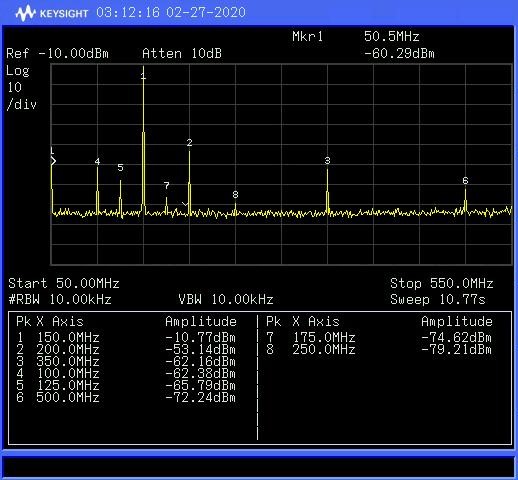 KEYSIGHT 03:12:16 02-27-2020
Mkr1 50.5MHz
Ref -10.00dBm Atten 10dB -60.29dBm
Log
10
/div
1
1
2
3
4
5
6
7
8
Start 50.00MHz Stop 550.0MHz
#RBW 10.00kHz VBW 10.00kHz Sweep 10.77s
Pk X Axis Amplitude Pk X Axis Amplitude
1 150.0MHz -10.77dBm 7 175.0MHz -74.62dBm
2 200.0MHz -53.14dBm 8 250.0MHz -79.21dBm
3 350.0MHz -62.16dBm
4 100.0MHz -62.38dBm
5 125.0MHz -65.79dBm
6 500.0MHz -72.24dBm